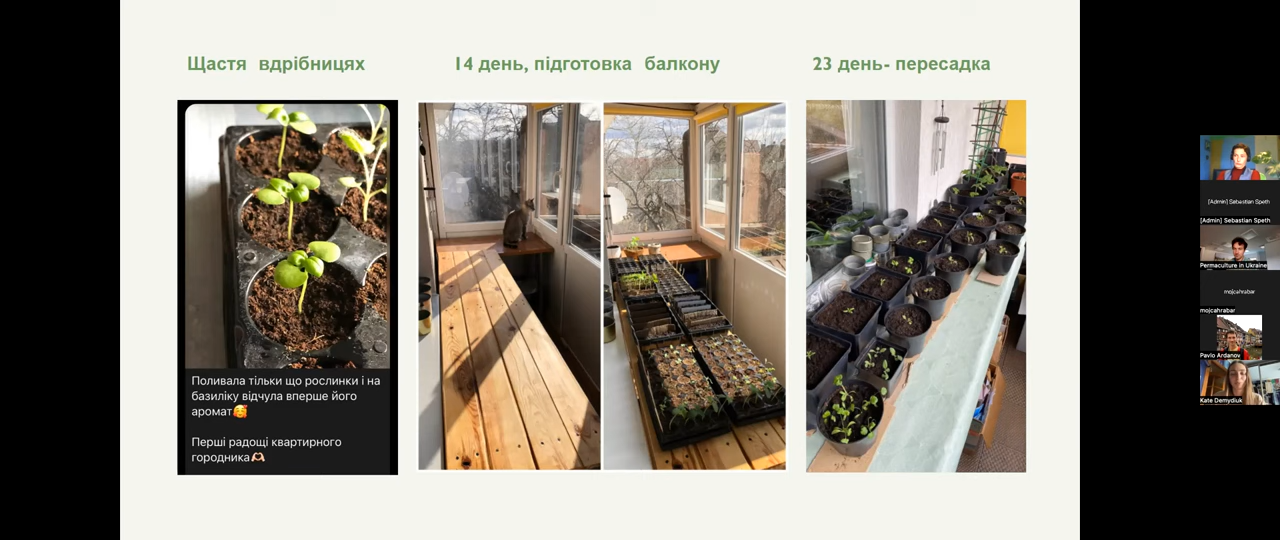 Щастя вдрібницях
14 день, підготовка балкону
23 день- пересадка
Поливала тільки що рослинки і на
базиліку відчула вперше його
аромат🥰
Перші радощі квартирного
городника🫶
[Admin] Sebastian Speth
[Admin] Sebastian Speth
Permaculture in Ukraine
mojcahrabar
mojcahrabar
Pavlo Ardanov
Kate Demydiuk